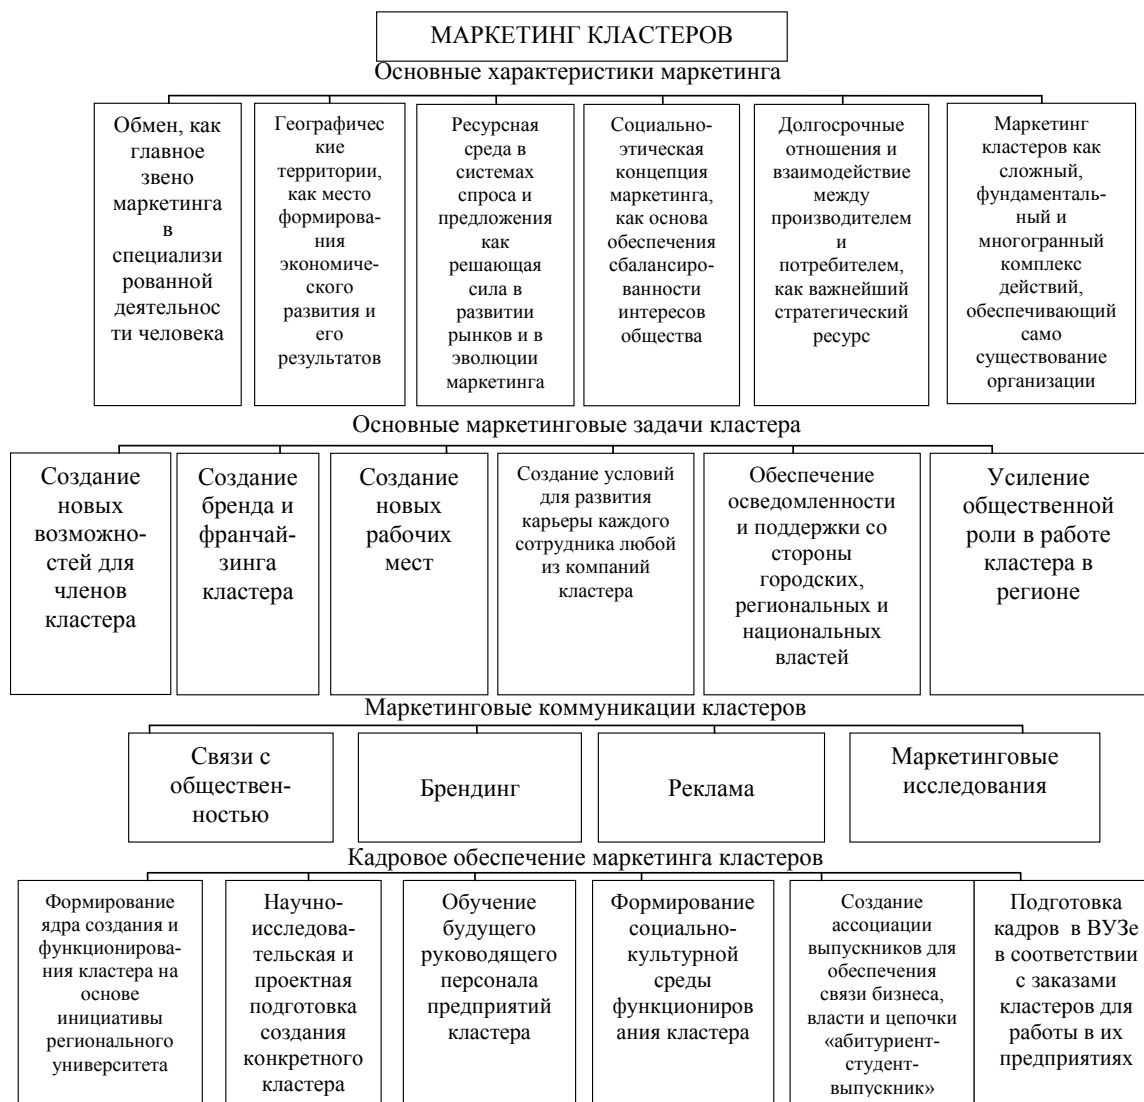 МАРКЕТИНГ КЛАСТЕРОВ
Основные характеристики маркетинга
Обмен, как
главное
звено
маркетинга
в
специализи
рованной
деятельнос
ти человека
Географичес
кие
территории,
как место
формирова-
ния
экономиче-
ского
развития и
его
результатов
Ресурсная
среда в
системах
спроса и
предложения
как
решающая
сила в
развитии
рынков и в
эволюции
маркетинга
Социально-
этическая
концепция
маркетинга,
как основа
обеспечения
сбалансиро-
ванности
интересов
общества
Долгосрочные
отношения и
взаимодействие
между
производителем
и
потребителем,
как важнейший
стратегический
ресурс
Маркетинг
кластеров как
сложный,
фундаменталь-
ный и
многогранный
комплекс
действий,
обеспечивающий
само
существование
организации
Основные маркетинговые задачи кластера
Создание
новых
возможно-
стей для
членов
кластера
Создание
бренда и
франчай-
зинга
кластера
Создание
новых
рабочих
мест
Создание условий
для развития
карьеры каждого
сотрудника любой
из компаний
кластера
Обеспечение
осведомленности
и поддержки со
стороны
городских,
региональных и
национальных
властей
Усиление
общественной
роли в работе
кластера в
регионе
Маркетинговые коммуникации кластеров
Связи с
обществен-
ностью
Брендинг
Реклама
Маркетинговые
исследования
Кадровое обеспечение маркетинга кластеров
Формирование
ядра создания и
функционирова-
ния кластера на
основе
инициативы
регионального
университета
Научно-
исследова-
тельская и
проектная
подготовка
создания
конкретного
кластера
Обучение
будущего
руководящего
персонала
предприятий
кластера
Формирование
социально-
культурной
среды
функциониров
ания кластера
Создание
ассоциации
выпускников для
обеспечения
связи бизнеса,
власти и цепочки
«абитуриент-
студент-
выпускник»
Подготовка
кадров в ВУЗе
в соответствии
с заказами
кластеров для
работы в их
предприятиях